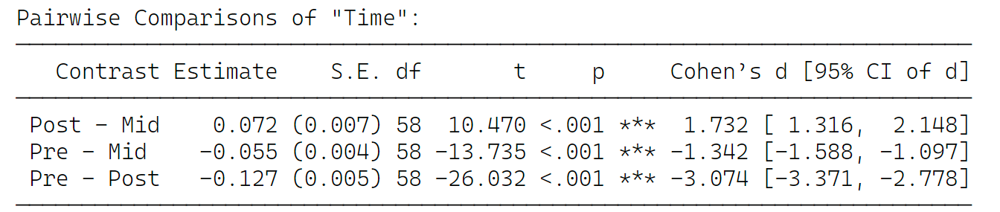 Pairwise Comparisons of "Time":
Contrast Estimate S.E. df t p Cohen’s d [95% CI of d]
Post - Mid 0.072 (0.007) 58 10.470 <.001 *** 1.732 [ 1.316, 2.148]
Pre - Mid -0.055 (0.004) 58 -13.735 <.001 *** -1.342 [-1.588, -1.097]
Pre - Post -0.127 (0.005) 58 -26.032 <.001 *** -3.074 [-3.371, -2.778]